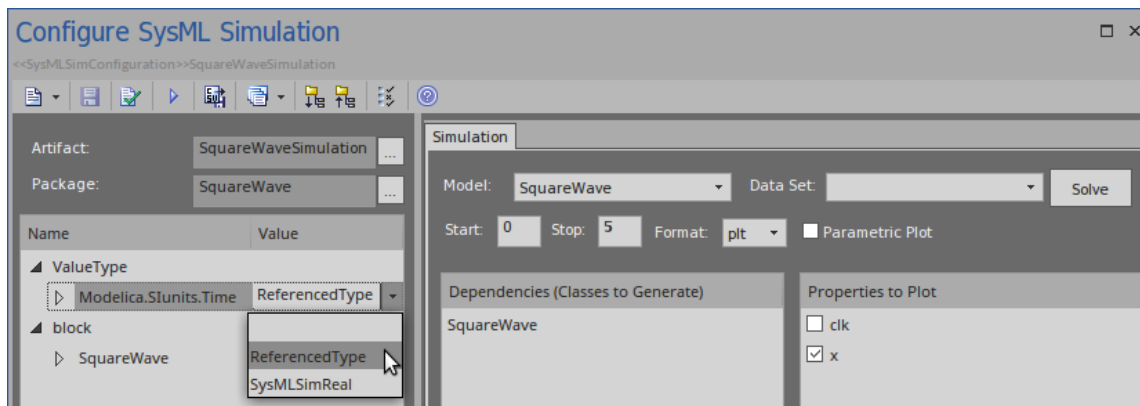 Configure SysML Simulation
<<SysMLSimConfiguration>>SquareWaveSimulation
Artifact: SquareWaveSimulation ...
Package: SquareWave ...
Name Value
ValueType
Modelica.SIunits.Time ReferencedType
block
SquareWave
ReferencedType
SysMLSimReal
Simulation
Model: SquareWave Data Set: Solve
Start: 0 Stop: 5 Format: plt Parametric Plot
Dependencies (Classes to Generate)
SquareWave
Properties to Plot
clk
x